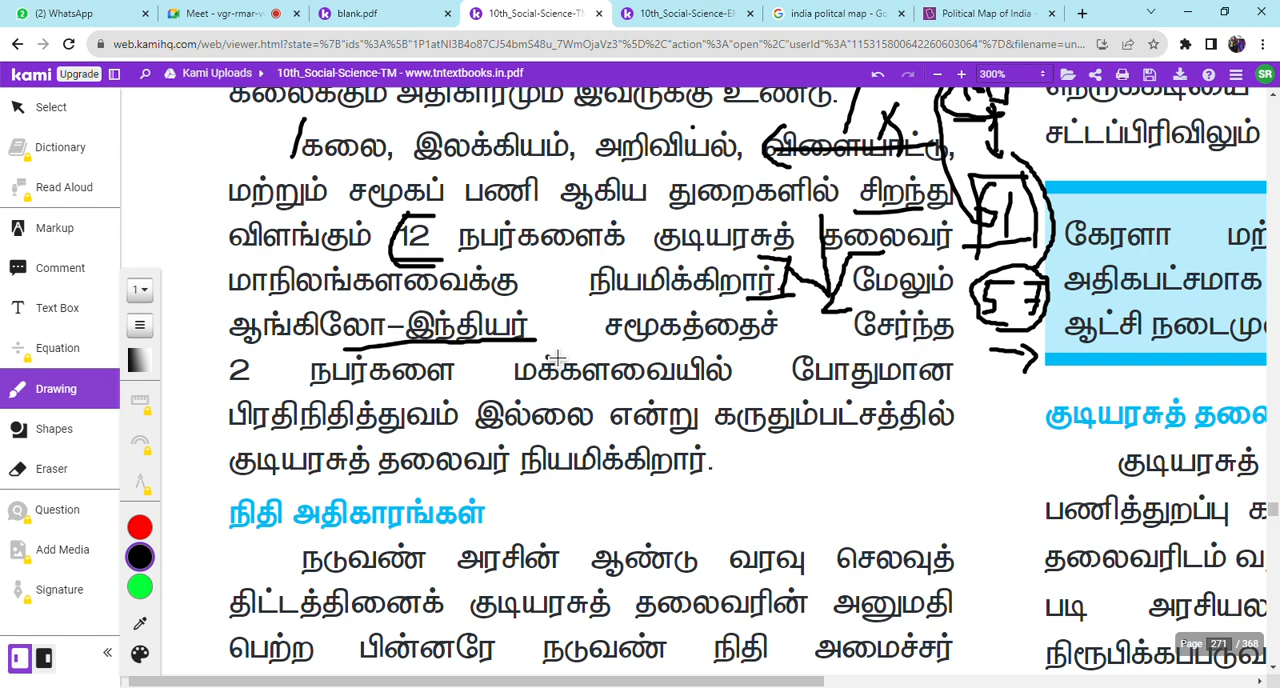 (2) WhatsApp
Meet - vgr-rmar-v
blank.pdf
10th_Social-Science-TM
10th_Social-Science-EM
india politcal map - Go
Political Map of India -
web.kamihq.com/web/viewer.html?state=%7B"ids"%3A%5B"1P1atNI3B4o87CJ54bmS48u_7WmOjaVz3"%5D%2C"action"%3A"open"%2C"userId"%3A"115315800642260603064"%7D&filename=un...
kami Upgrade Kami Uploads 10th_Social-Science-TM - www.tntextbooks.in.pdf 300% SR
Select
Dictionary
Read Aloud
Markup
Comment
Text Box
Equation
Drawing
Shapes
Eraser
Question
Add Media
Signature
1
கலைக்கும் அதிகாரமும் இவருக்கு உண்டு.
கலை, இலக்கியம், அறிவியல், விளையாட்டு,
மற்றும் சமூகப் பணி ஆகிய துறைகளில் சிறந்து
விளங்கும் 12 நபர்களைக் குடியரசுத் தலைவர்
மாநிலங்களவைக்கு நியமிக்கிறார். மேலும்
ஆங்கிலோ–இந்தியர் சமூகத்தைச் சேர்ந்த
2 நபர்களை மக்களவையில் போதுமான
பிரதிநிதித்துவம் இல்லை என்று கருதும்பட்சத்தில்
குடியரசுத் தலைவர் நியமிக்கிறார்.
நிதி அதிகாரங்கள்
நடுவண் அரசின் ஆண்டு வரவு செலவுத்
திட்டத்தினைக் குடியரசுத் தலைவரின் அனுமதி
பெற்ற பின்னரே நடுவண் நிதி அமைச்சர்
57
சட்டப்பிரிவிலும்
கேரளா மற்
அதிகபட்சமாக
ஆட்சி நடைமு
குடியரசுத் தலை
குடியரசுத்
பணித்துறப்பு க
தலைவரிடம் வ
படி அரசியல
Page 271 / 368